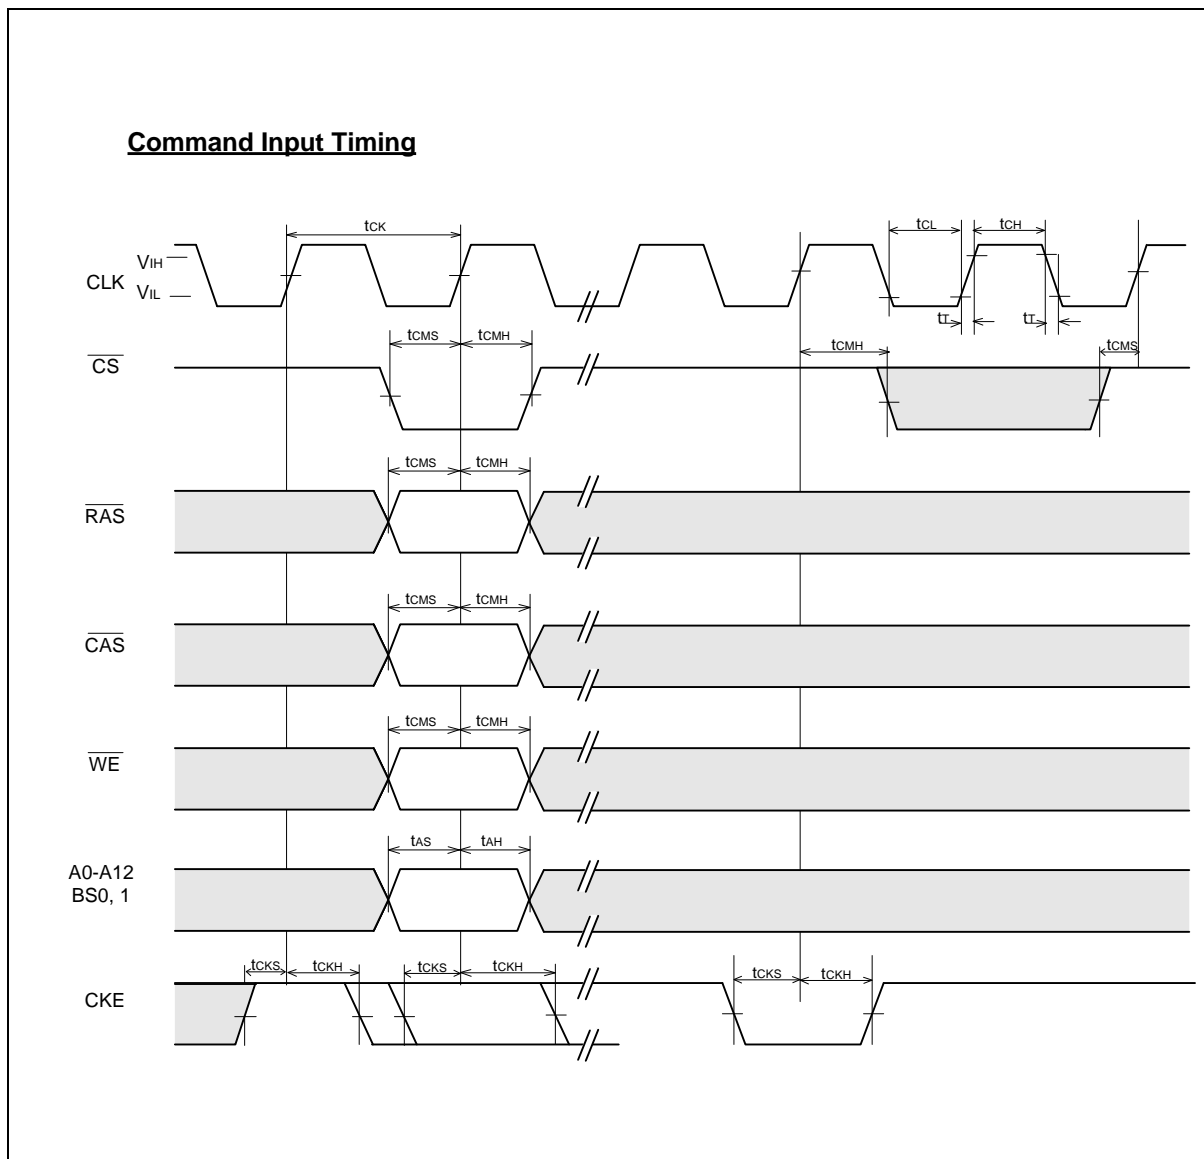 Command Input Timing
tCK
tCL
tCH
VIH
CLK
VIL
tT
tT
tCMS
tCMH
tCMH
tCMS
CS
tCMS
tCMH
RAS
tCMS
tCMH
CAS
tCMS
tCMH
WE
tAS
tAH
A0-A12
BS0, 1
tCKS
tCKH
tCKS
tCKH
tCKS
tCKH
CKE